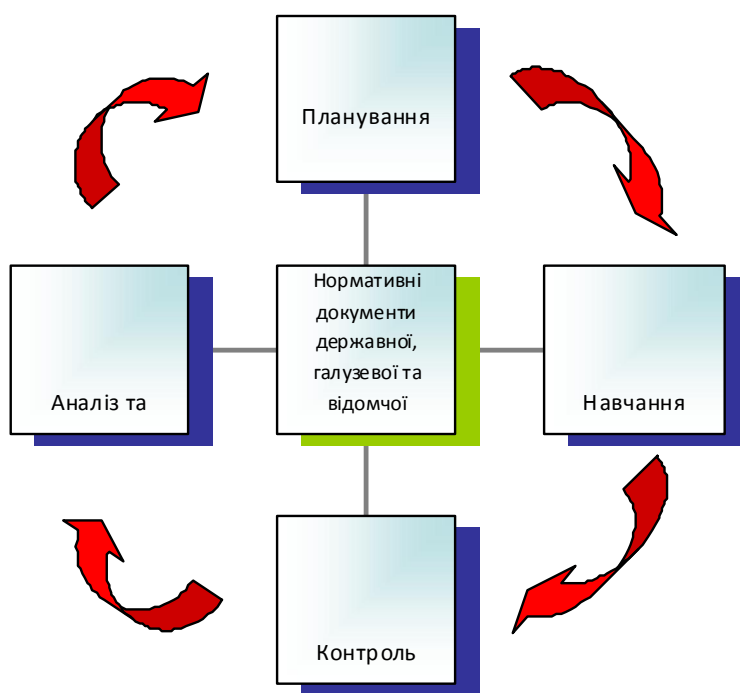 Планування
Нормативні
документи
державної,
галузевої та
відомчої
Аналіз та
Навчання
Контроль